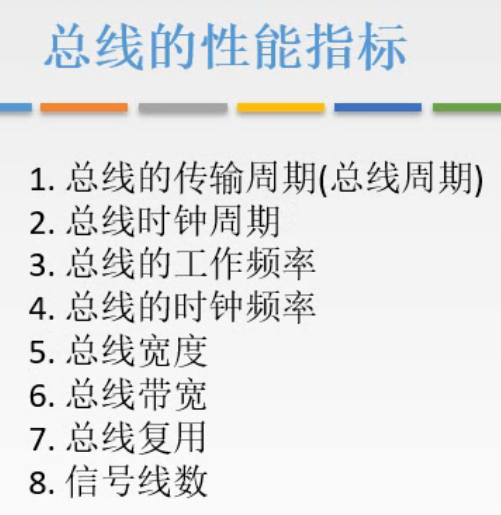 总线的性能指标
1. 总线的传输周期(总线周期)
2. 总线时钟周期
3. 总线的工作频率
4. 总线的时钟频率
5. 总线宽度
6. 总线带宽
7. 总线复用
8. 信号线数